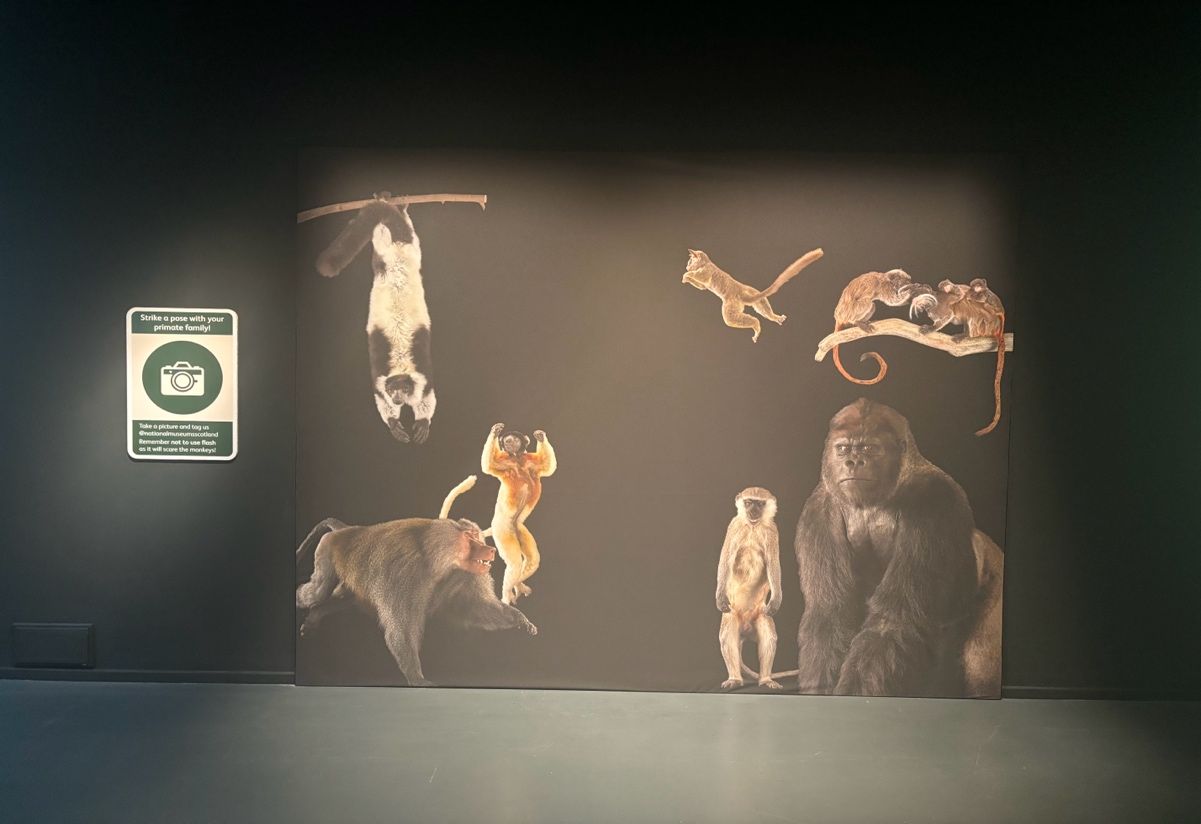 Strike a pose with your
primate family!
Take a picture and tag us
@nationalmuseumsscotland
Remember not to use flash
as it will scare the monkeys!